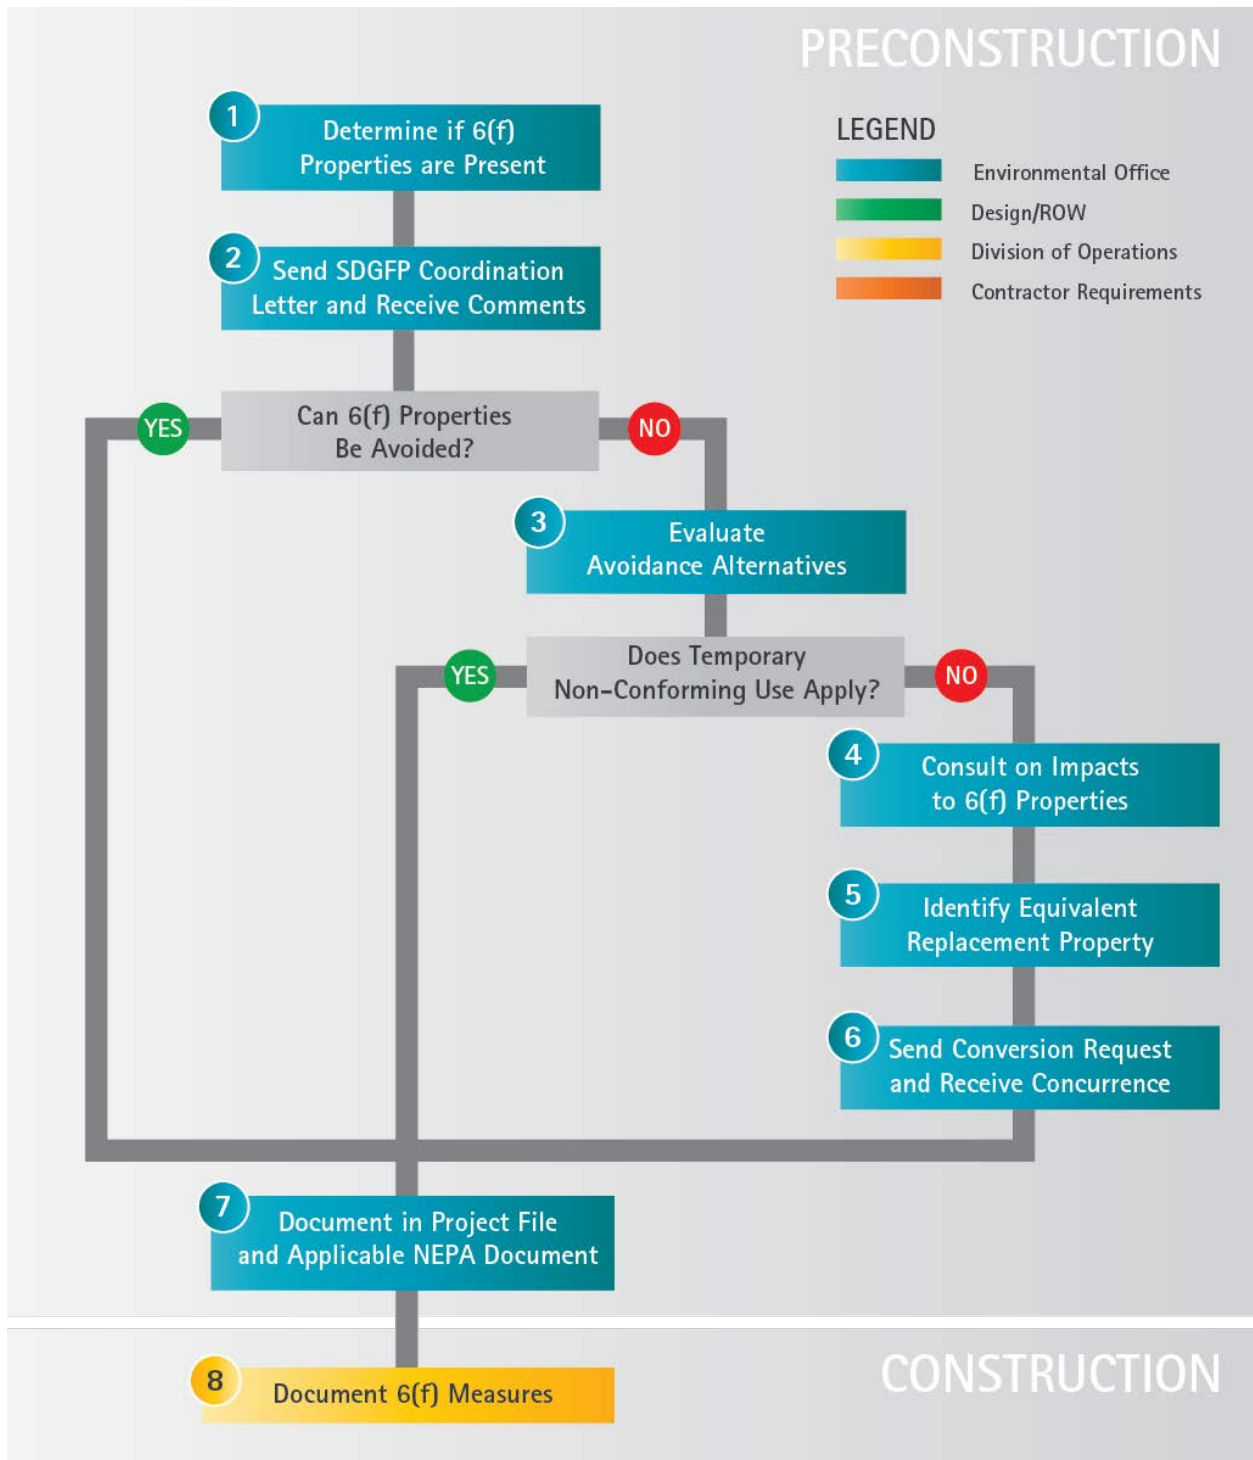 PRECONSTRUCTION
LEGEND
Environmental Office
Design/ROW
Division of Operations
Contractor Requirements
1
Determine if 6(f)
Properties are Present
2
Send SDGFP Coordination
Letter and Receive Comments
YES
Can 6(f) Properties
Be Avoided?
NO
3
Evaluate
Avoidance Alternatives
YES
Does Temporary
Non-Conforming Use Apply?
NO
4
Consult on Impacts
to 6(f) Properties
5
Identify Equivalent
Replacement Property
6
Send Conversion Request
and Receive Concurrence
7
Document in Project File
and Applicable NEPA Document
CONSTRUCTION
8
Document 6(f) Measures